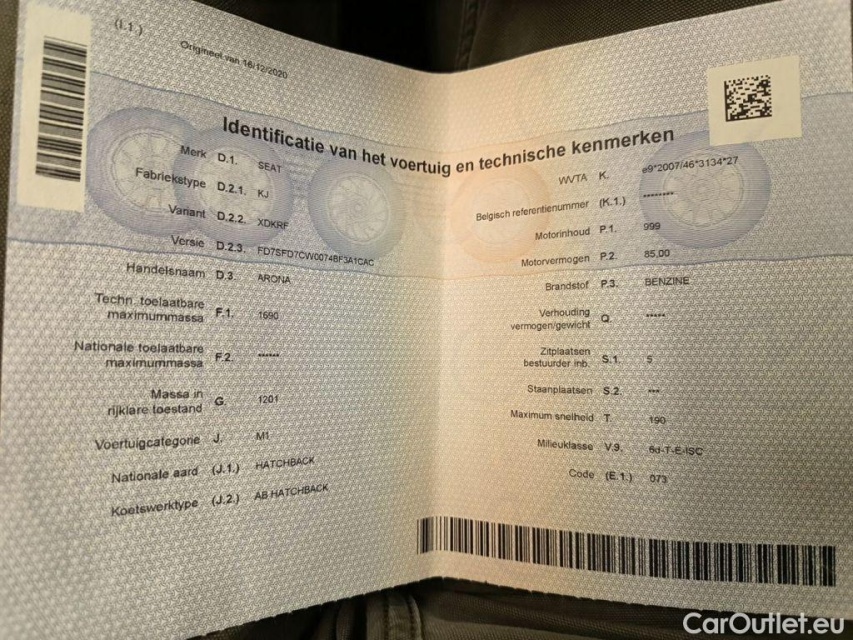 (I.1.)
Origineel van 16/12/2020
Identificatie van het voertuig en technische kenmerken
Merk D.1. SEAT
Fabriekstype D.2.1. KJ
Variant D.2.2. XDKRF
Versie D.2.3. FD7SFD7CW0074BF3A1CAC
Handelsnaam D.3. ARONA
Techn. toelaatbare
maximummassa F.1. 1690
Nationale toelaatbare
maximummassa F.2. ------
Massa in
rijklare toestand G. 1201
Voertuigcategorie J. M1
Nationale aard (J.1.) HATCHBACK
Koetswerktype (J.2.) AB HATCHBACK
WVTA K. e9*2007/46*3134*27
Belgisch referentienummer (K.1.) --------
Motorinhoud P.1. 999
Motorvermogen P.2. 85,00
Brandstof P.3. BENZINE
Verhouding
vermogen/gewicht Q. -----
Zitplaatsen
bestuurder inb. S.1. 5
Staanplaatsen S.2. ---
Maximum snelheid T. 190
Milieuklasse V.9. 6d-T-E-ISC
Code (E.1.) 073
CarOutlet.eu